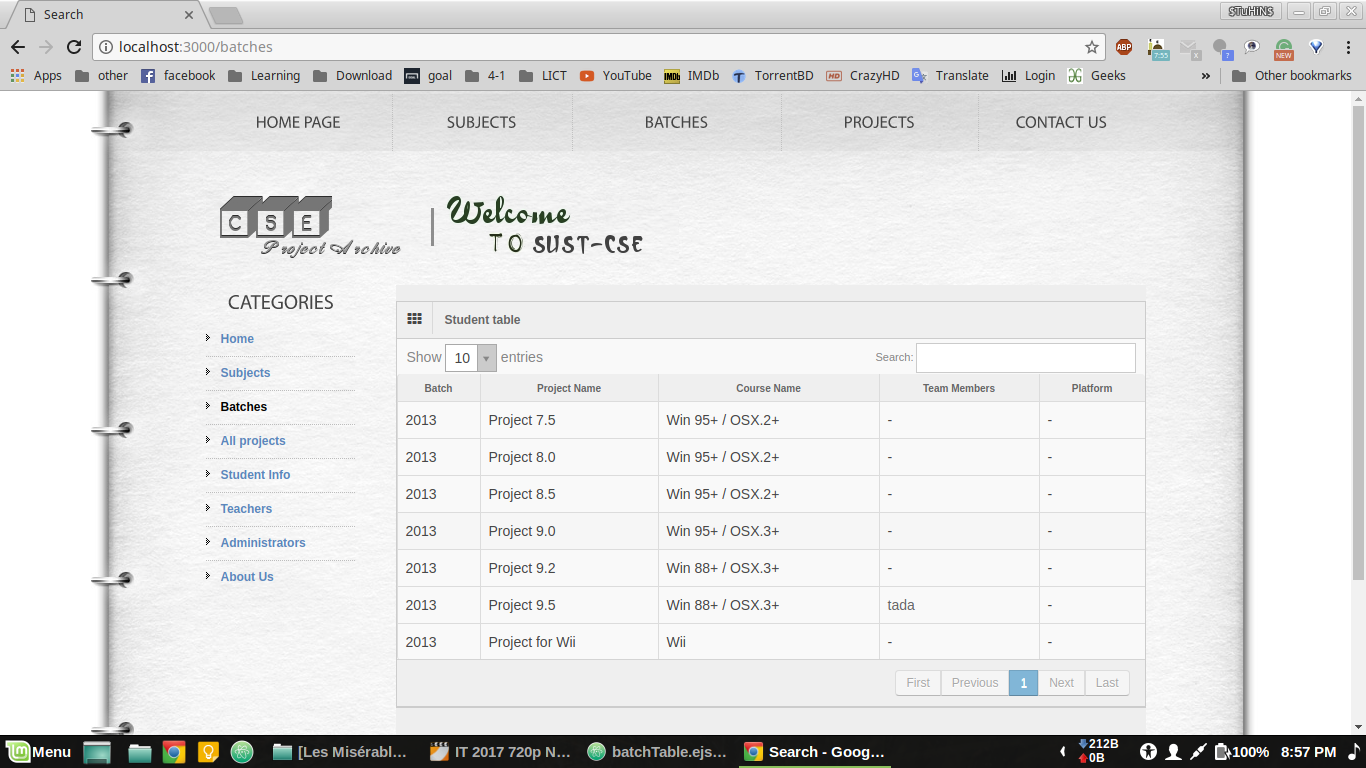 Search
$TuHiN$
localhost:3000/batches
ABP
7:55
x
?
NEW
Apps other facebook Learning Download goal 4-1 LICT YouTube IMDb IMDb TorrentBD HD CrazyHD Translate Login Geeks » Other bookmarks
HOME PAGE SUBJECTS BATCHES PROJECTS CONTACT US
CSE
Project Archive
Welcome
TO SUST-CSE
CATEGORIES
Home
Subjects
Batches
All projects
Student Info
Teachers
Administrators
About Us
Student table
Show 10 entries Search:
Batch Project Name Course Name Team Members Platform
2013 Project 7.5 Win 95+ / OSX.2+ - -
2013 Project 8.0 Win 95+ / OSX.2+ - -
2013 Project 8.5 Win 95+ / OSX.2+ - -
2013 Project 9.0 Win 95+ / OSX.3+ - -
2013 Project 9.2 Win 88+ / OSX.3+ - -
2013 Project 9.5 Win 88+ / OSX.3+ tada -
2013 Project for Wii Wii - -
First Previous 1 Next Last
Menu [Les Misérabl... IT 2017 720p N... batchTable.ejs... Search - Goog... 212B 100% 8:57 PM
0B